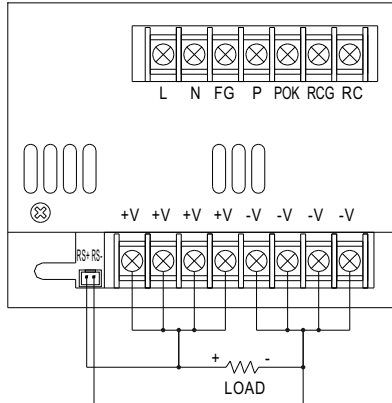 L N FG P POK RCG RC
+V +V +V +V -V -V -V -V
RS+ RS-
+ -
LOAD